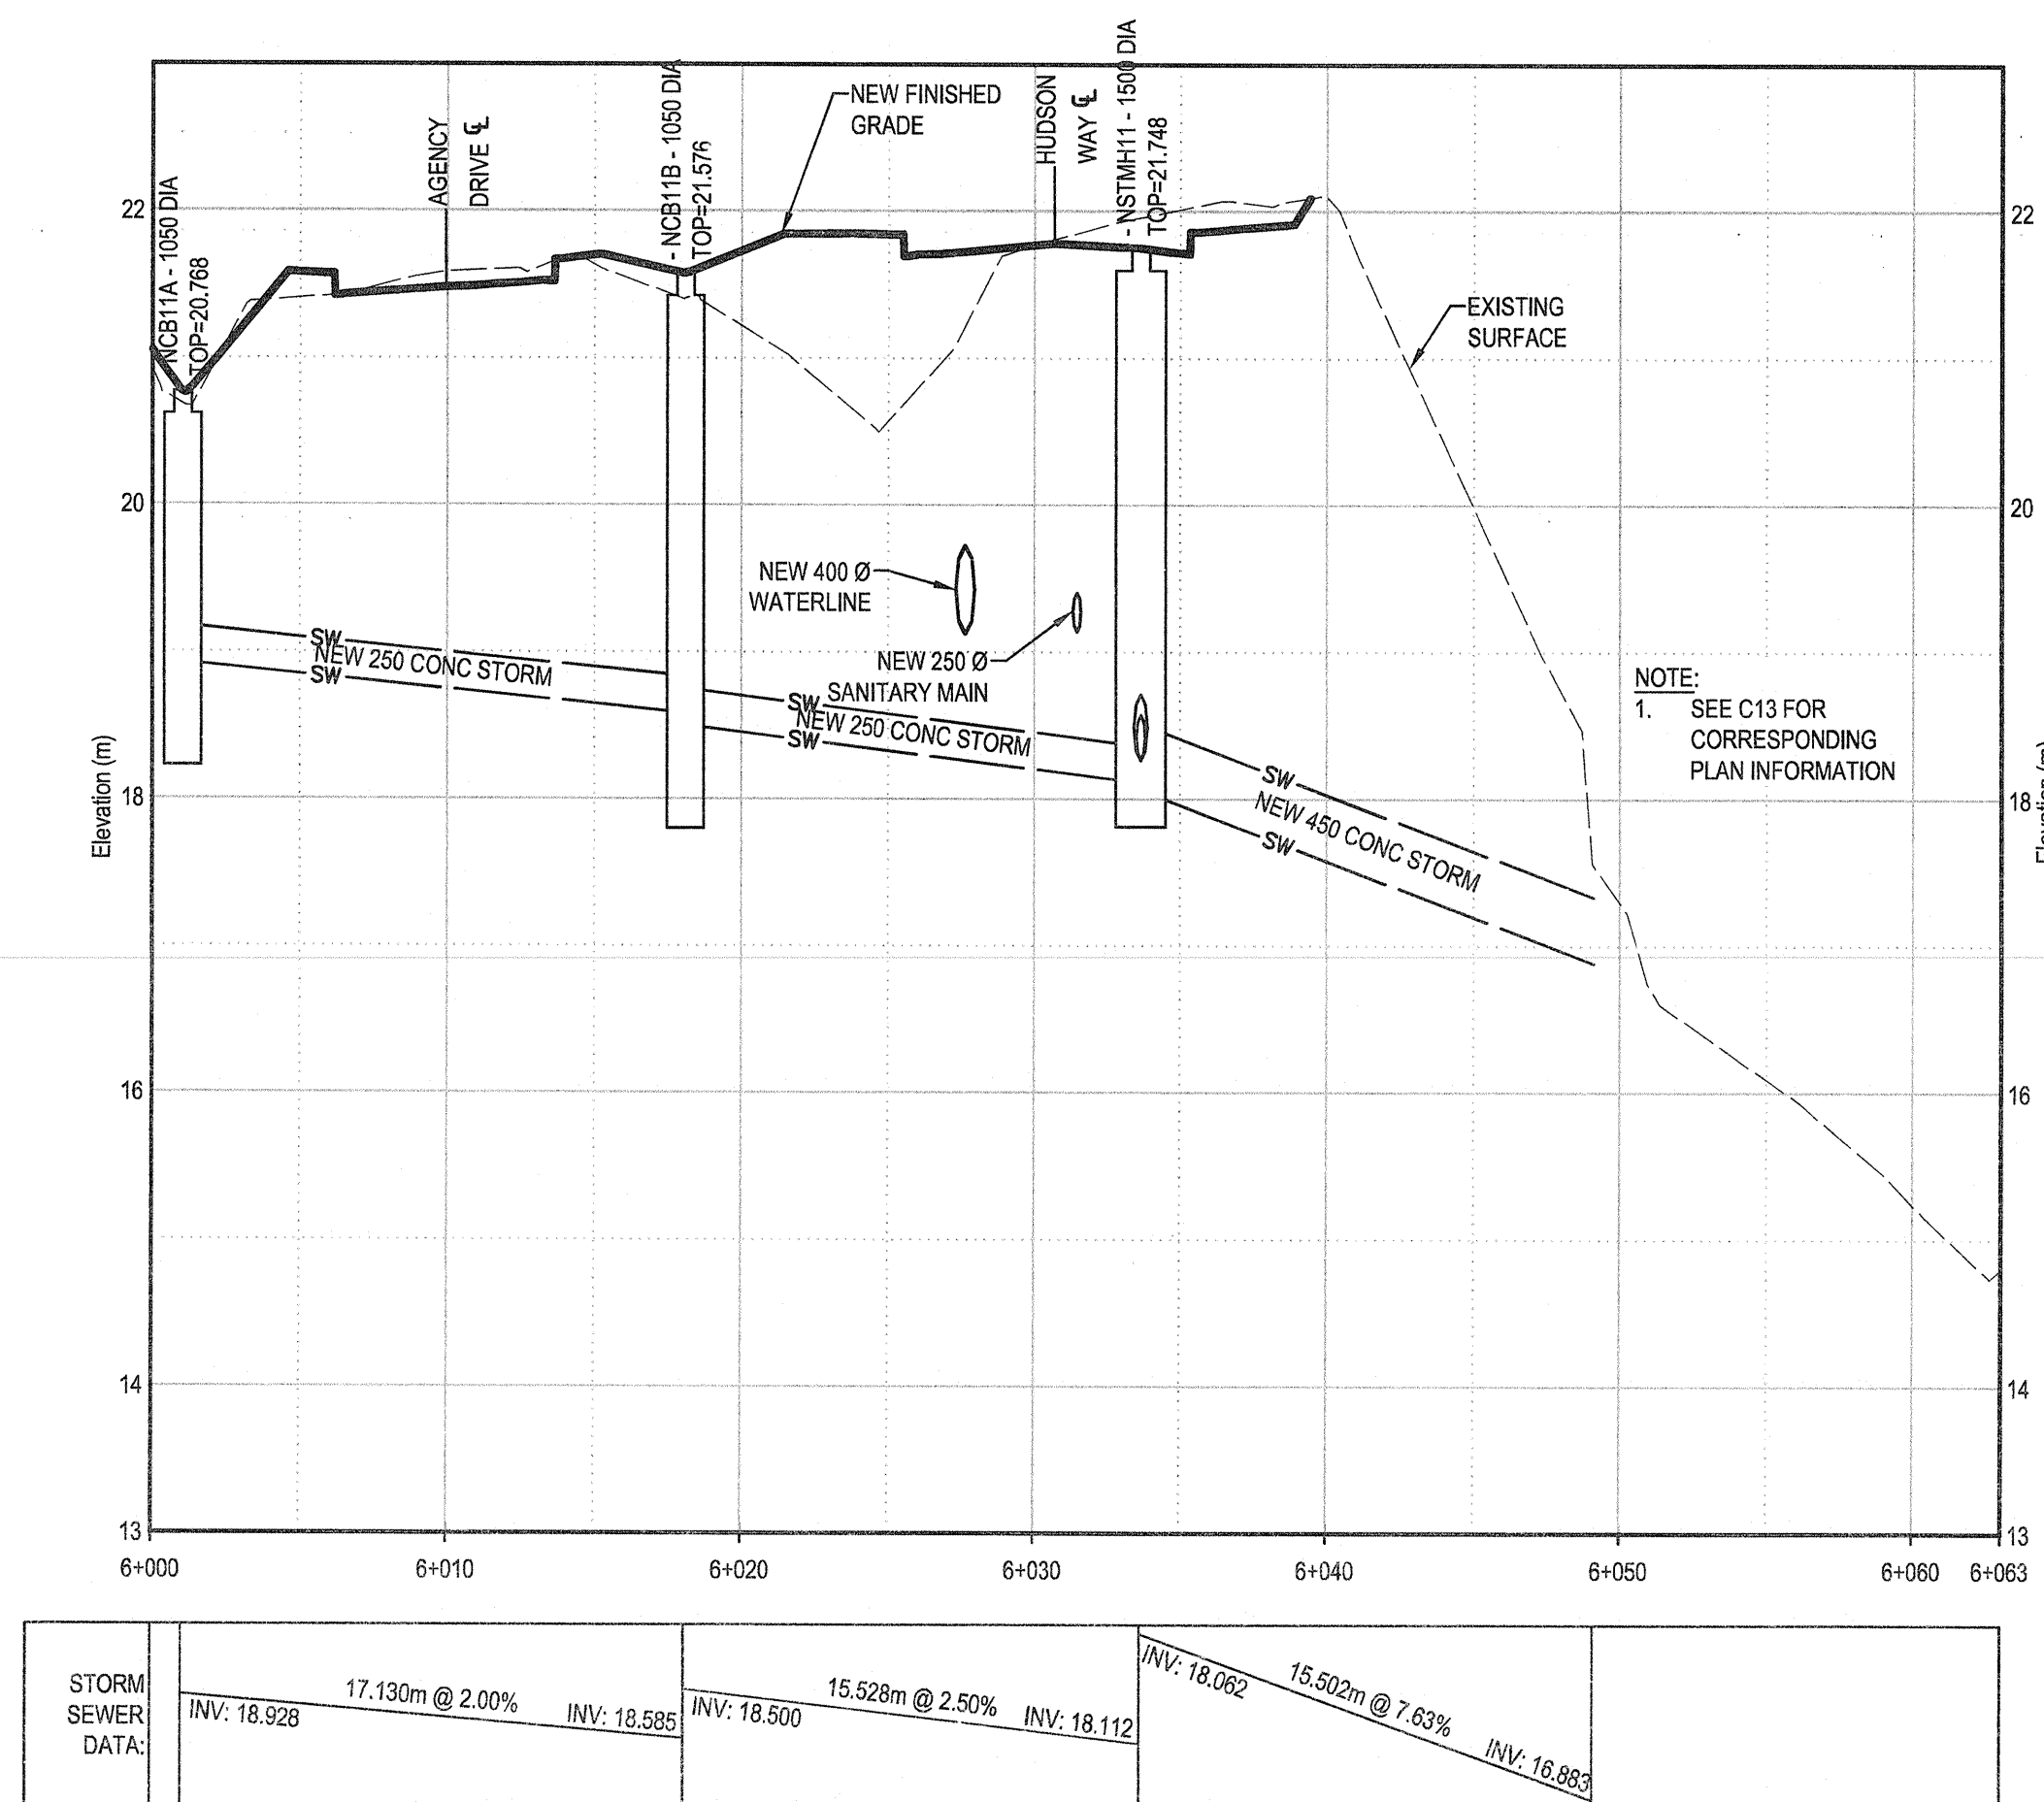 NCB11A - 1050 DIA
TOP=20.768
AGENCY
DRIVE ℄
- NCB11B - 1050 DIA
TOP=21.576
NEW FINISHED
GRADE
HUDSON
WAY ℄
- NSTMH11 - 1500 DIA
TOP=21.748
22
22
EXISTING
SURFACE
20
20
NEW 400 Ø
WATERLINE
NEW 250 Ø
SANITARY MAIN
SW
NEW 250 CONC STORM
SW
SW
NEW 250 CONC STORM
SW
NOTE:
1. SEE C13 FOR
CORRESPONDING
PLAN INFORMATION
SW
NEW 450 CONC STORM
SW
Elevation (m)
Elevation (m)
18
18
16
16
14
14
13
13
6+000
6+010
6+020
6+030
6+040
6+050
6+060
6+063
STORM
SEWER
DATA:
INV: 18.928
17.130m @ 2.00%
INV: 18.585
INV: 18.500
15.528m @ 2.50%
INV: 18.112
INV: 18.062
15.502m @ 7.63%
INV: 16.883